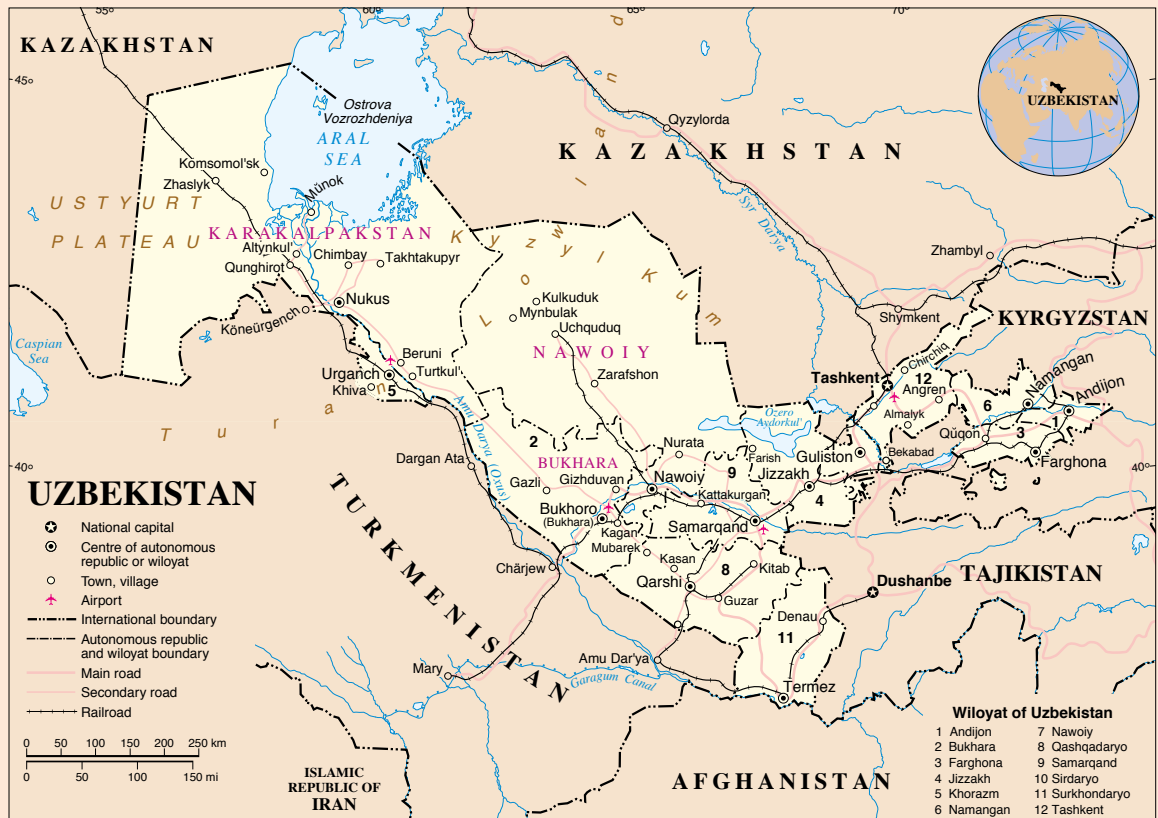 55°
60°
65°
70°
KAZAKHSTAN
45°
Ostrova
Vozrozhdeniya
ARAL
SEA
Qyzylorda
KAZAKHSTAN
UZBEKISTAN
Komsomol'sk
Zhaslyk
Mŭnok
USTYURT
PLATEAU
KARAKALPAKSTAN
Kyzyl Kum
Lowland
Syr Darya
Altynkul'
Chimbay
Takhtakupyr
Qunghirot
Zhambyl
Nukus
Kulkuduk
Mynbulak
Köneürgench
Shymkent
KYRGYZSTAN
Uchquduq
Caspian
Sea
NAWOIY
Beruni
Urganch
Turtkul'
Khiva
5
Zarafshon
Chirchiq
Tashkent
12
Angren
Namangan
Andijon
6
Almalyk
1
Turan
Amu Darya (Oxus)
Ozero
Aydorkul'
2
Nurata
Farish
Guliston
Qŭqon
3
Bekabad
Farghona
40°
40°
Dargan Ata
BUKHARA
Gazli
Gizhduvan
Nawoiy
9
Jizzakh
Kattakurgan
4
UZBEKISTAN
Bukhoro
(Bukhara)
Kagan
Samarqand
Mubarek
Kasan
Kitab
8
Chärjew
Qarshi
Guzar
Dushanbe
TAJIKISTAN
TURKMENISTAN
Denau
11
Amu Dar'ya
Mary
Garagum Canal
Termez
National capital
Centre of autonomous
republic or wiloyat
Town, village
Airport
International boundary
Autonomous republic
and wiloyat boundary
Main road
Secondary road
Railroad
0 50 100 150 200 250 km
0 50 100 150 mi
ISLAMIC
REPUBLIC OF
IRAN
AFGHANISTAN
Wiloyat of Uzbekistan
1 Andijon
2 Bukhara
3 Farghona
4 Jizzakh
5 Khorazm
6 Namangan
7 Nawoiy
8 Qashqadaryo
9 Samarqand
10 Sirdaryo
11 Surkhondaryo
12 Tashkent